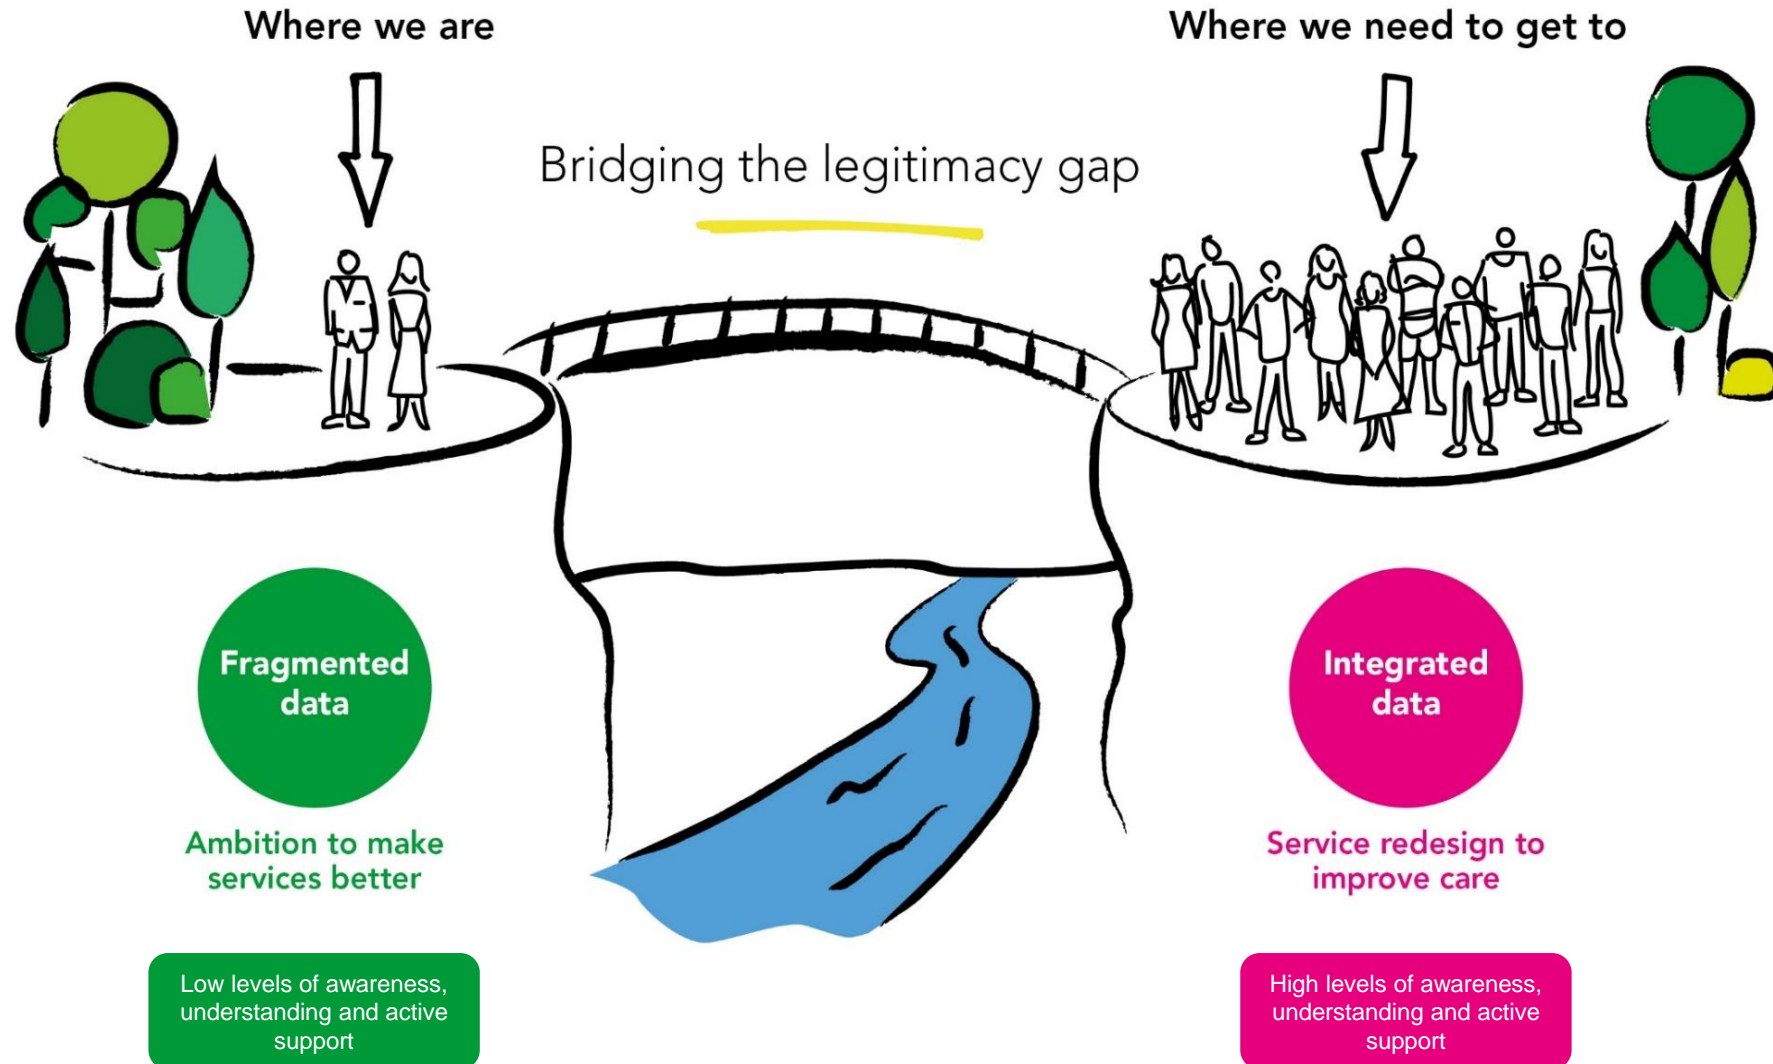 Where we are
Where we need to get to
Bridging the legitimacy gap
Fragmented
data
Integrated
data
Ambition to make
services better
Service redesign to
improve care
Low levels of awareness,
understanding and active
support
High levels of awareness,
understanding and active
support